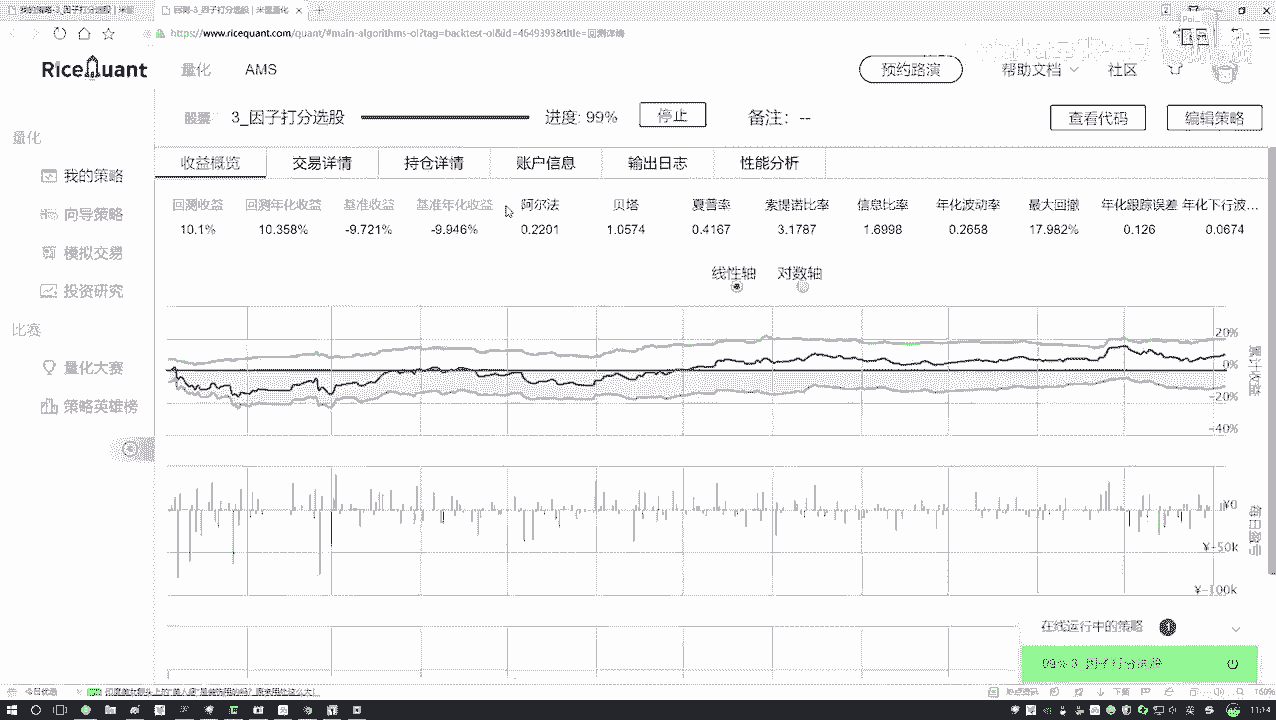 我的策略-3_因子打分选股 | 米筐
回测-3_因子打分选股 | 米筐量化
https://www.ricequant.com/quant/#main-algorithms-ol?tag=backtest-ol&id=4649393&title=回测详情
RiceQuant 量化 AMS 预约路演 帮助文档 社区
股票 3_因子打分选股 进度: 99% 停止 备注: -- 查看代码 编辑策略
量化
我的策略
向导策略
模拟交易
投资研究
比赛
量化大赛
策略英雄榜
收益概览 交易详情 持仓详情 账户信息 输出日志 性能分析
回测收益 回测年化收益 基准收益 基准年化收益 阿尔法 贝塔 夏普率 索提诺比率 信息比率 年化波动率 最大回撤 年化跟踪误差 年化下行波...
10.1% 10.358% -9.721% -9.946% 0.2201 1.0574 0.4167 3.1787 1.6998 0.2658 17.982% 0.126 0.0674
线性轴 对数轴
20%
0%
-20%
-40%
累计收益
¥0
¥-50k
¥-100k
每日盈亏
在线运行中的策略 1
今日优选
下载
160%
11:14